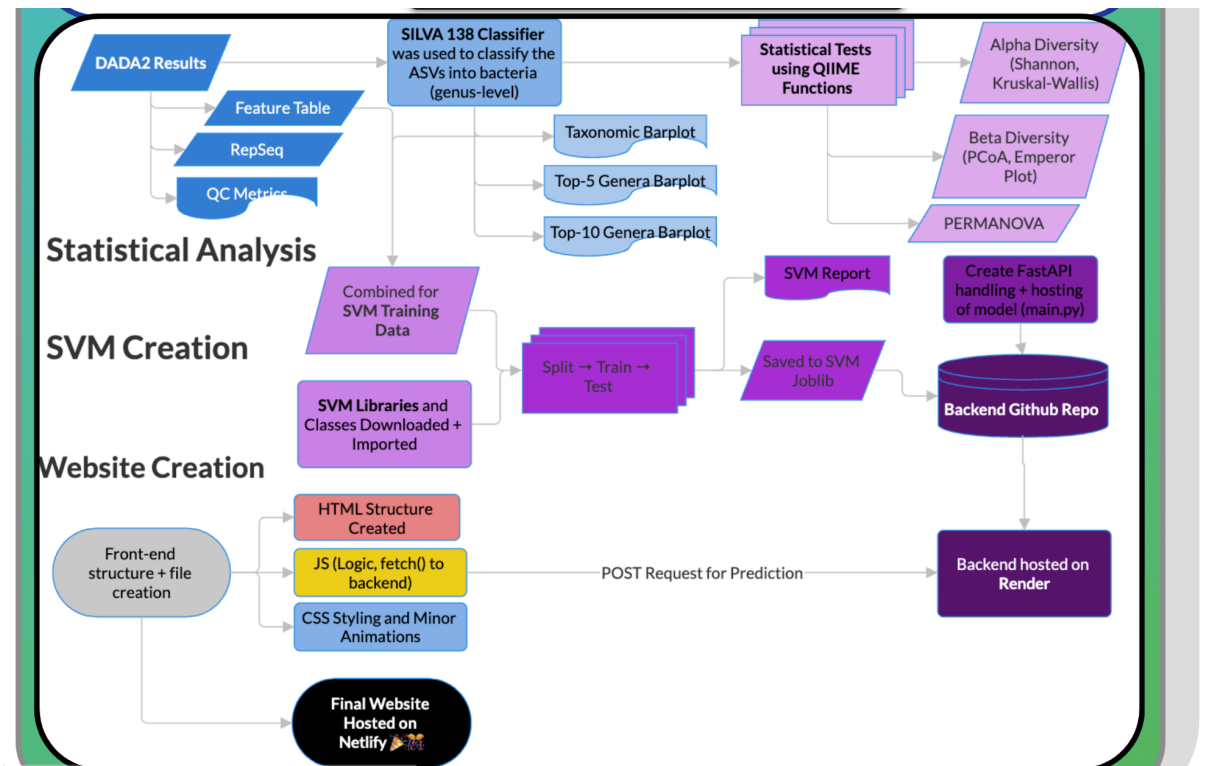 DADA2 Results
SILVA 138 Classifier
was used to classify the
ASVs into bacteria
(genus-level)
Statistical Tests
using QIIME
Functions
Alpha Diversity
(Shannon,
Kruskal-Wallis)
Feature Table
RepSeq
QC Metrics
Taxonomic Barplot
Top-5 Genera Barplot
Top-10 Genera Barplot
Beta Diversity
(PCoA, Emperor
Plot)
PERMANOVA
Statistical Analysis
SVM Creation
Combined for
SVM Training
Data
SVM Libraries and
Classes Downloaded +
Imported
Split → Train →
Test
SVM Report
Saved to SVM
Joblib
Create FastAPI
handling + hosting
of model (main.py)
Backend Github Repo
Website Creation
Front-end
structure + file
creation
HTML Structure
Created
JS (Logic, fetch() to
backend)
CSS Styling and Minor
Animations
POST Request for Prediction
Backend hosted on
Render
Final Website
Hosted on
Netlify 🎉🎊